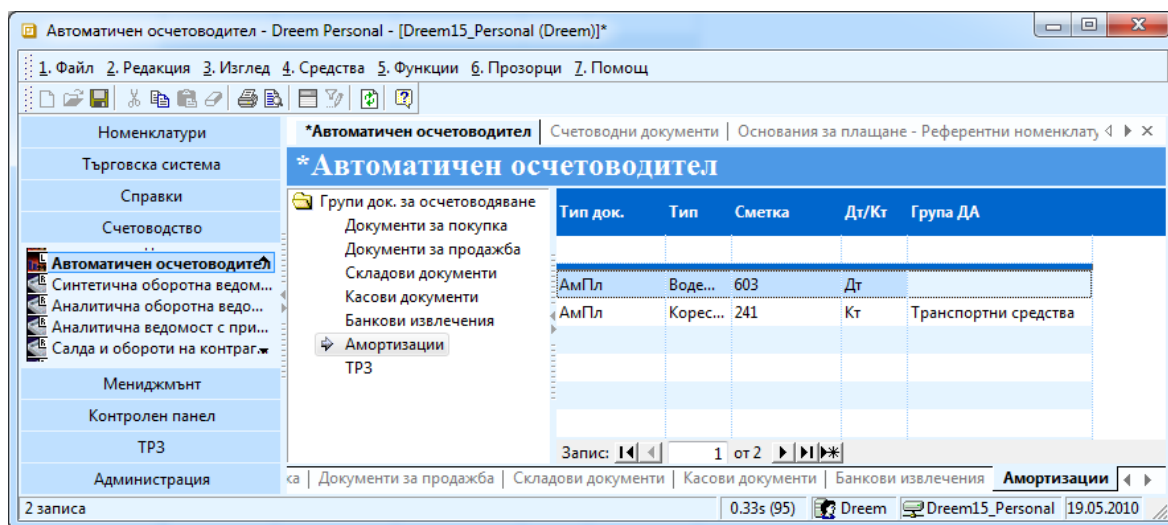 Автоматичен осчетоводител - Dreem Personal - [Dreem15_Personal (Dreem)]*
1. Файл 2. Редакция 3. Изглед 4. Средства 5. Функции 6. Прозорци 7. Помощ
Номенклатури
Търговска система
Справки
Счетоводство
Автоматичен осчетоводител
Синтетична оборотна ведом...
Аналитична оборотна ведо...
Аналитична ведомост с при...
Салда и обороти на контраг...
Мениджмънт
Контролен панел
ТРЗ
Администрация
*Автоматичен осчетоводител Счетоводни документи Основания за плащане - Референтни номенклату
*Автоматичен осчетоводител
Групи док. за осчетоводяване
Документи за покупка
Документи за продажба
Складови документи
Касови документи
Банкови извлечения
Амортизации
ТРЗ
Тип док. Тип Сметка Дт/Кт Група ДА
АмПл Воде... 603 Дт
АмПл Корес... 241 Кт Транспортни средства
Запис: 1 от 2
ка Документи за продажба Складови документи Касови документи Банкови извлечения Амортизации
2 записа 0.33s (95) Dreem Dreem15_Personal 19.05.2010